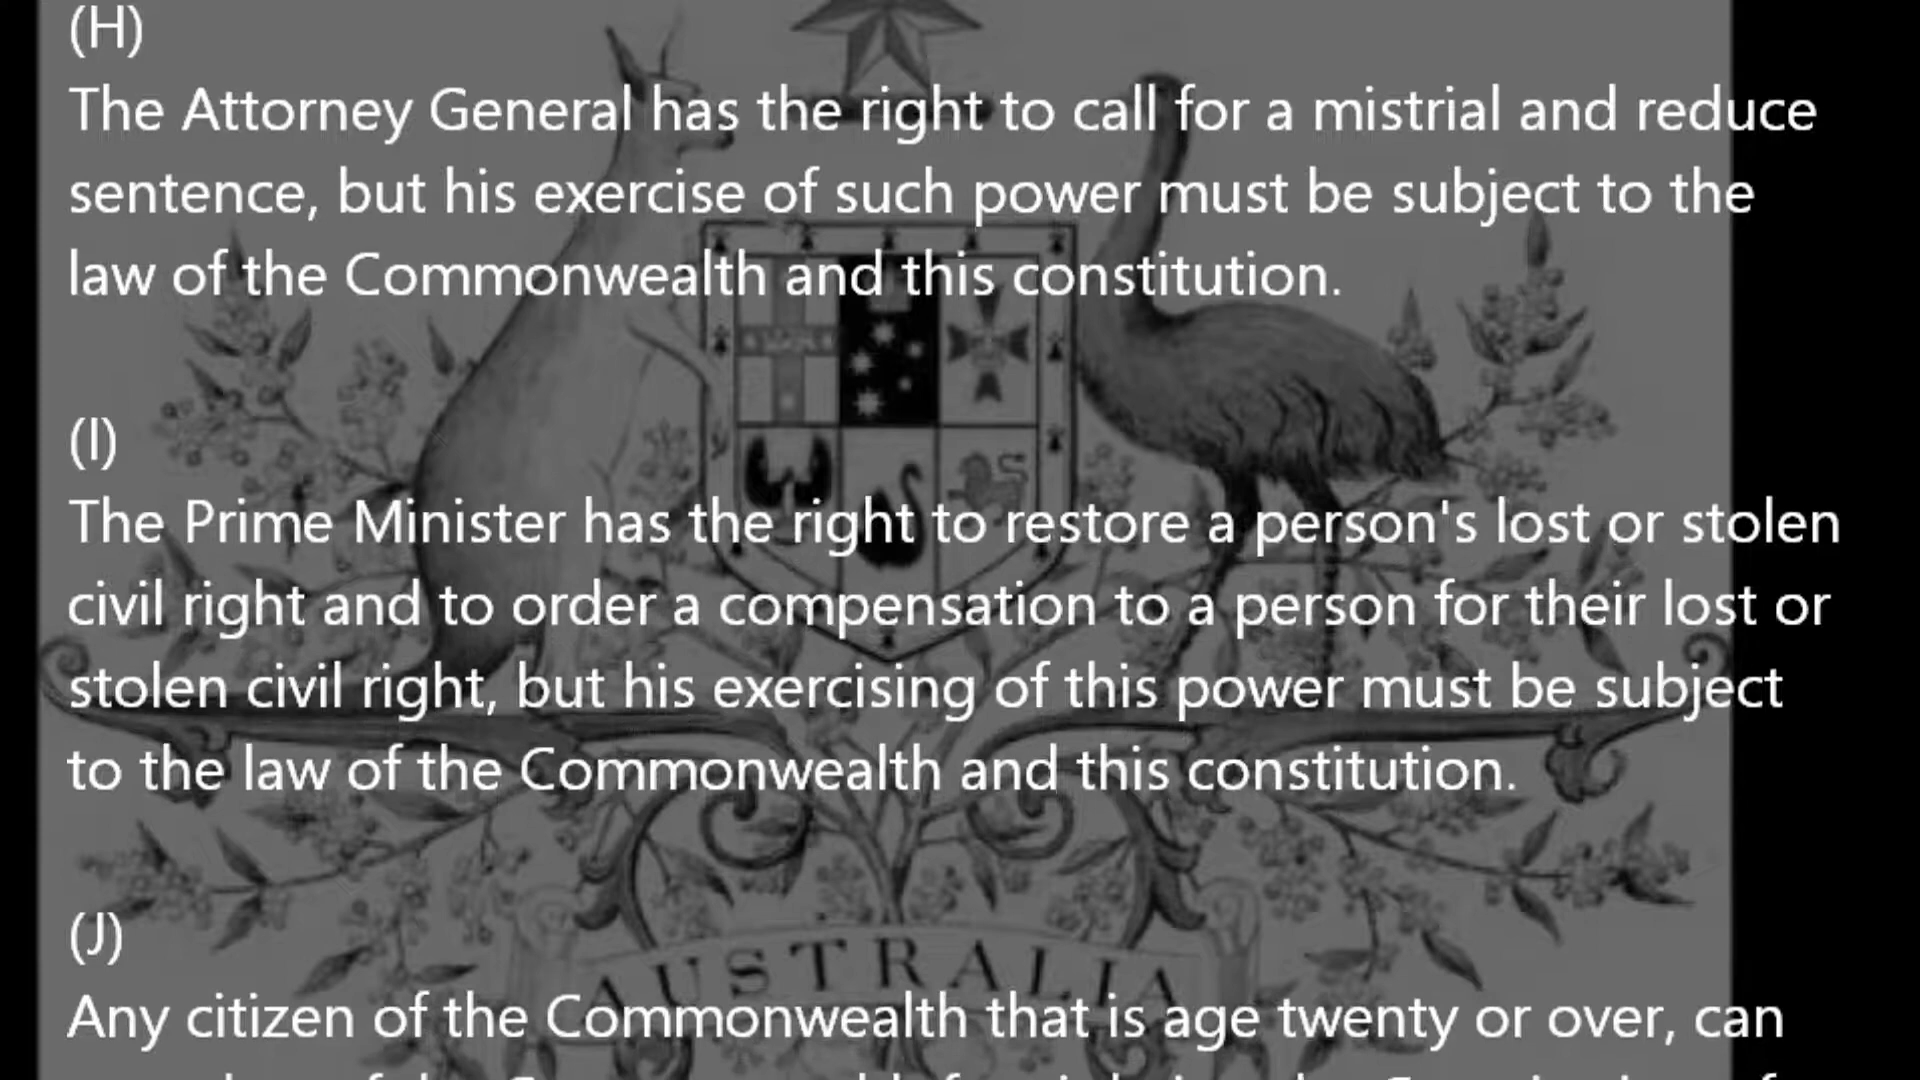 (H)
The Attorney General has the right to call for a mistrial and reduce
sentence, but his exercise of such power must be subject to the
law of the Commonwealth and this constitution.
(I)
The Prime Minister has the right to restore a person's lost or stolen
civil right and to order a compensation to a person for their lost or
stolen civil right, but his exercising of this power must be subject
to the law of the Commonwealth and this constitution.
(J)
AUSTRALIA
Any citizen of the Commonwealth that is age twenty or over, can